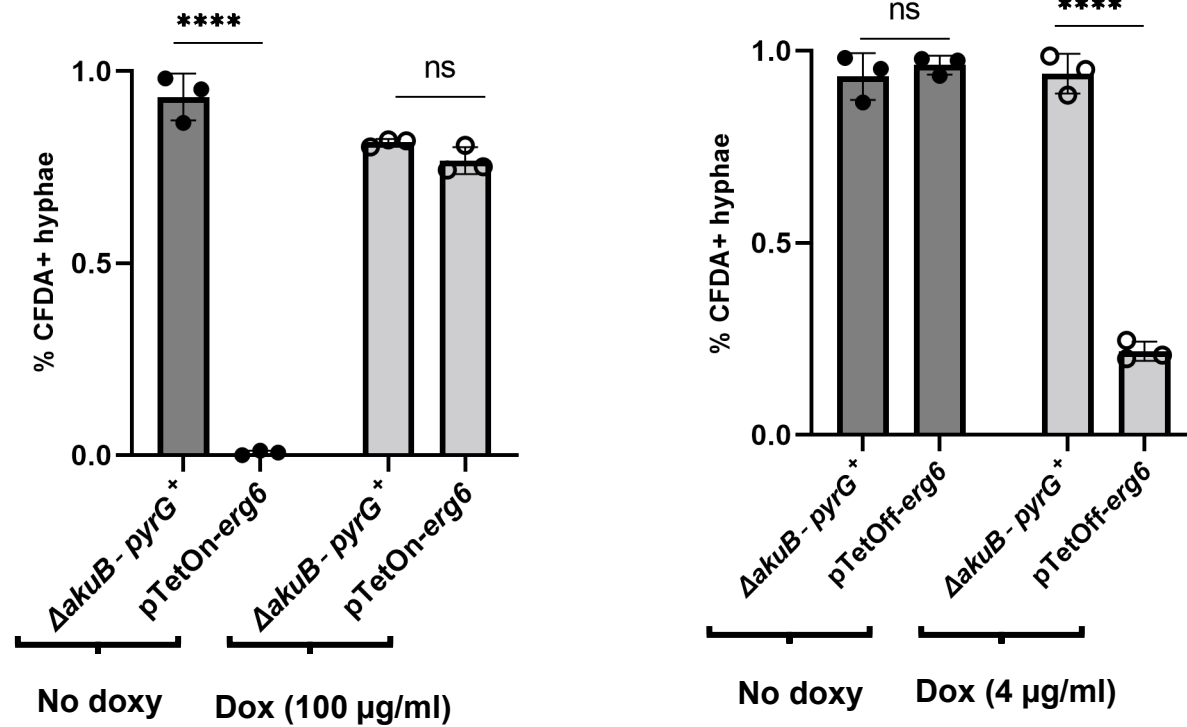 ****
ns
1.0
0.5
0.0
% CFDA+ hyphae
ΔakuB - pyrG +
pTetOn-erg6
ΔakuB - pyrG +
pTetOn-erg6
No doxy
Dox (100 µg/ml)
ns
****
1.0
0.5
0.0
% CFDA+ hyphae
ΔakuB - pyrG +
pTetOff-erg6
ΔakuB - pyrG +
pTetOff-erg6
No doxy
Dox (4 µg/ml)